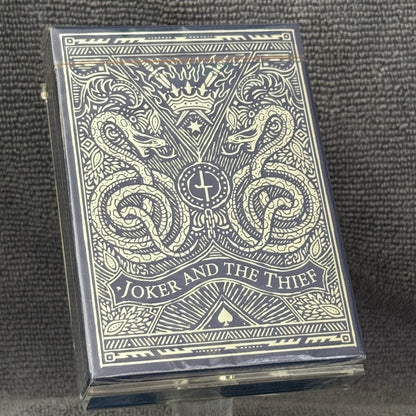 JOKER AND THE THIEF